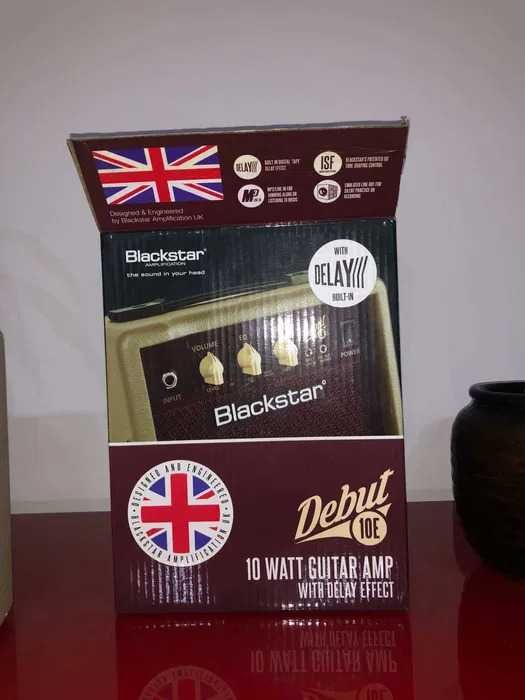 DELAY///
BUILT IN DIGITAL 'TAPE'
DELAY EFFECT
ISF
BLACKSTAR'S PATENTED ISF
TONE SHAPING CONTROL
MP3
LINE IN
MP3/LINE IN FOR
JAMMING ALONG OR
LISTENING TO MUSIC
EMULATED LINE OUT FOR
SILENT PRACTICE OR
RECORDING
Designed & Engineered
by Blackstar Amplification UK
Blackstar®
AMPLIFICATION
the sound in your head
WITH
DELAY///
BUILT-IN
INPUT
VOLUME
EQ
POWER
Blackstar®
DESIGNED AND ENGINEERED
BLACKSTAR AMPLIFICATION UK
Debut
10E
10 WATT GUITAR AMP
WITH DELAY EFFECT